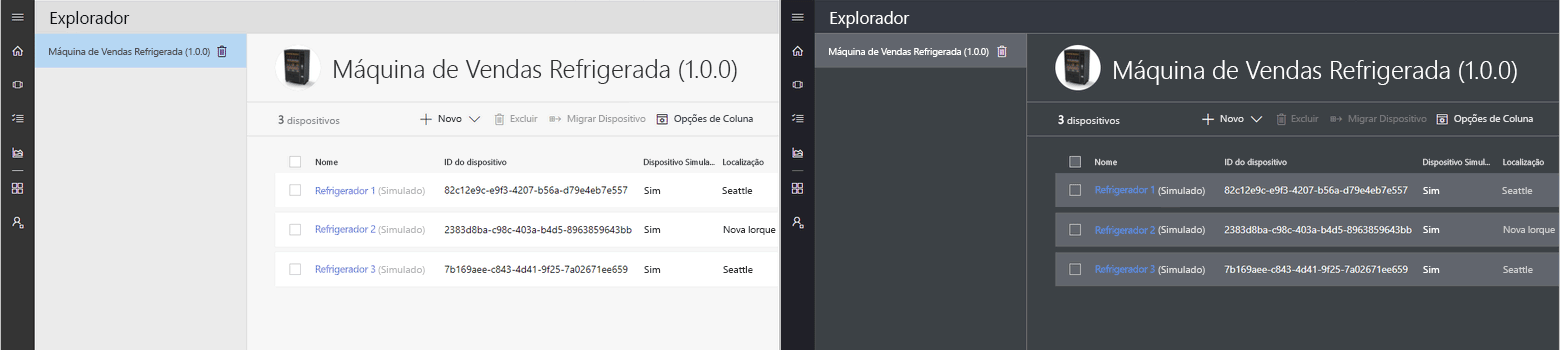 Explorador
Máquina de Vendas Refrigerada (1.0.0)
Máquina de Vendas Refrigerada (1.0.0)
3 dispositivos
Novo
Excluir
Migrar Dispositivo
Opções de Coluna
Nome ID do dispositivo Dispositivo Simula... Localização
Refrigerador 1 (Simulado) 82c12e9c-e9f3-4207-b56a-d79e4eb7e557 Sim Seattle
Refrigerador 2 (Simulado) 2383d8ba-c98c-403a-b4d5-8963859643bb Sim Nova Iorque
Refrigerador 3 (Simulado) 7b169aee-c843-4d41-9f25-7a02671ee659 Sim Seattle
Explorador
Máquina de Vendas Refrigerada (1.0.0)
Máquina de Vendas Refrigerada (1.0.0)
3 dispositivos
Novo
Excluir
Migrar Dispositivo
Opções de Coluna
Nome ID do dispositivo Dispositivo Simul... Localização
Refrigerador 1 (Simulado) 82c12e9c-e9f3-4207-b56a-d79e4eb7e557 Sim Seattle
Refrigerador 2 (Simulado) 2383d8ba-c98c-403a-b4d5-8963859643bb Sim Nova Iorque
Refrigerador 3 (Simulado) 7b169aee-c843-4d41-9f25-7a02671ee659 Sim Seattle